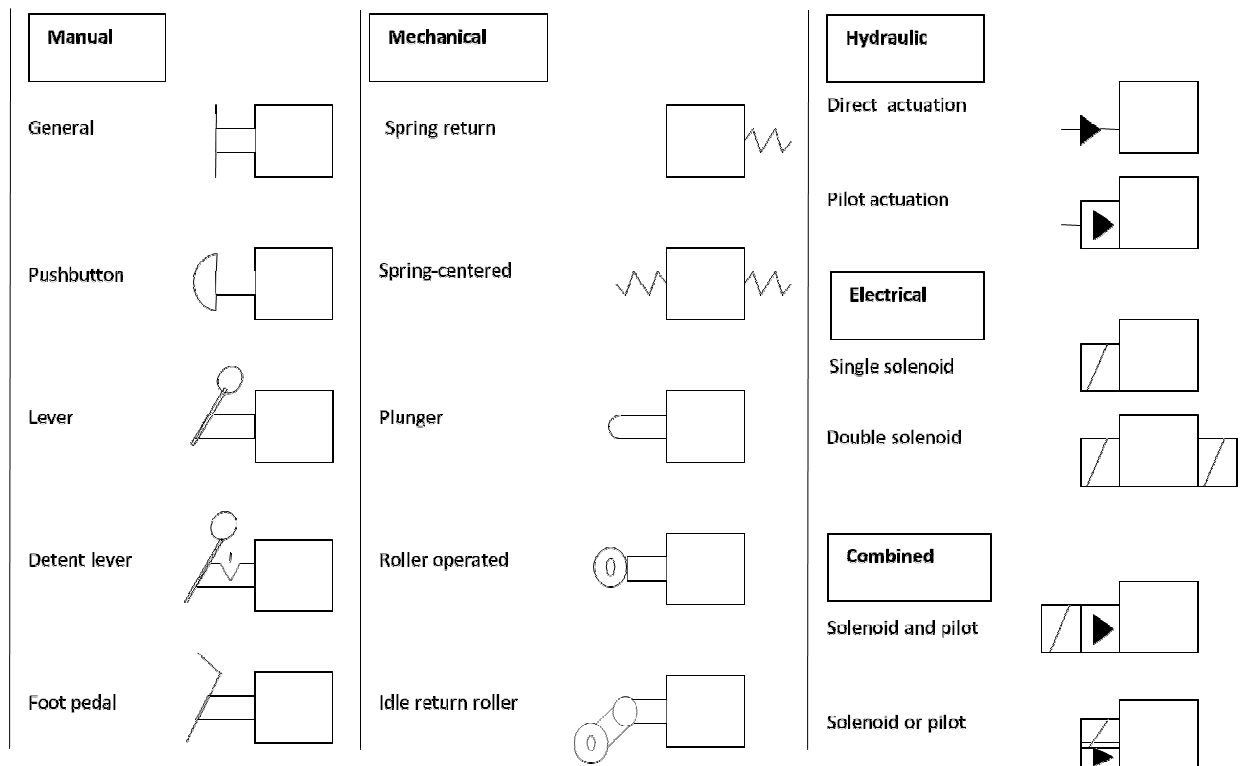 Manual
General
Pushbutton
Lever
Detent lever
Foot pedal
Mechanical
Spring return
Spring-centered
Plunger
Roller operated
Idle return roller
Hydraulic
Direct actuation
Pilot actuation
Electrical
Single solenoid
Double solenoid
Combined
Solenoid and pilot
Solenoid or pilot